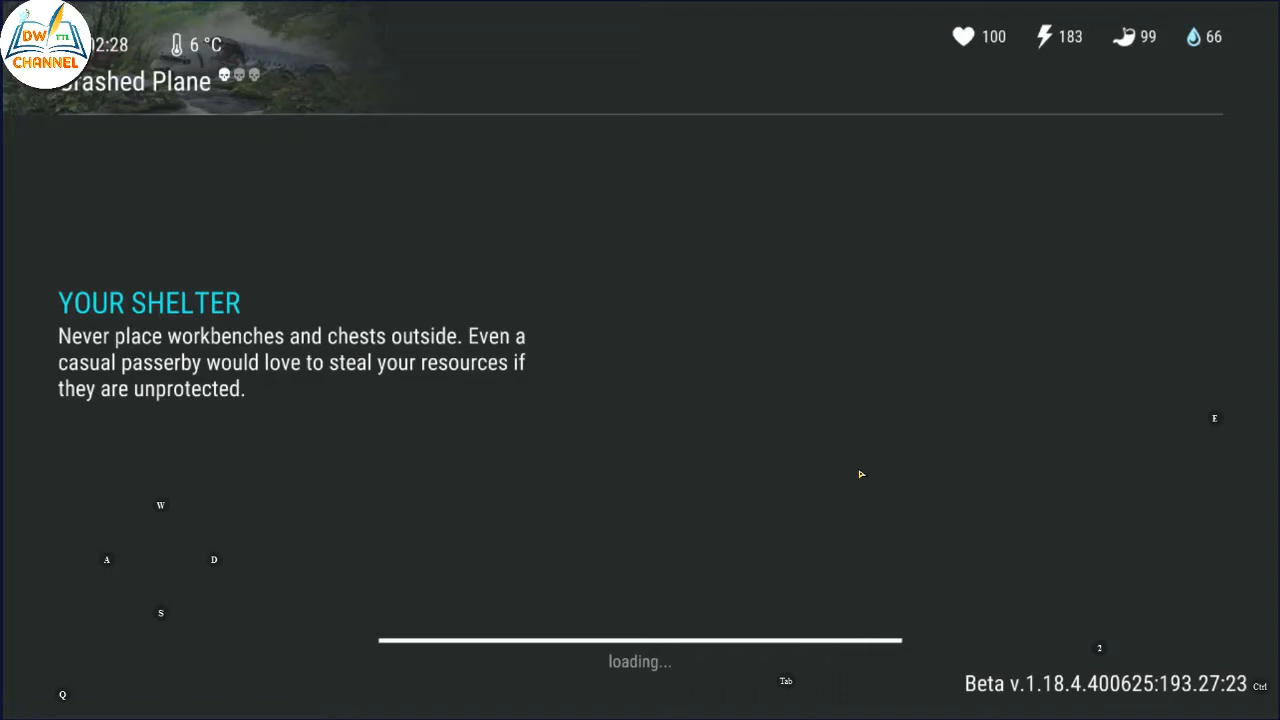 DW TTL
CHANNEL
02:28 6 °C
Crashed Plane
100 183 99 66
YOUR SHELTER
Never place workbenches and chests outside. Even a
casual passerby would love to steal your resources if
they are unprotected.
E
W
A D
S
loading...
2
Tab
Beta v.1.18.4.400625:193.27:23 Ctrl
Q